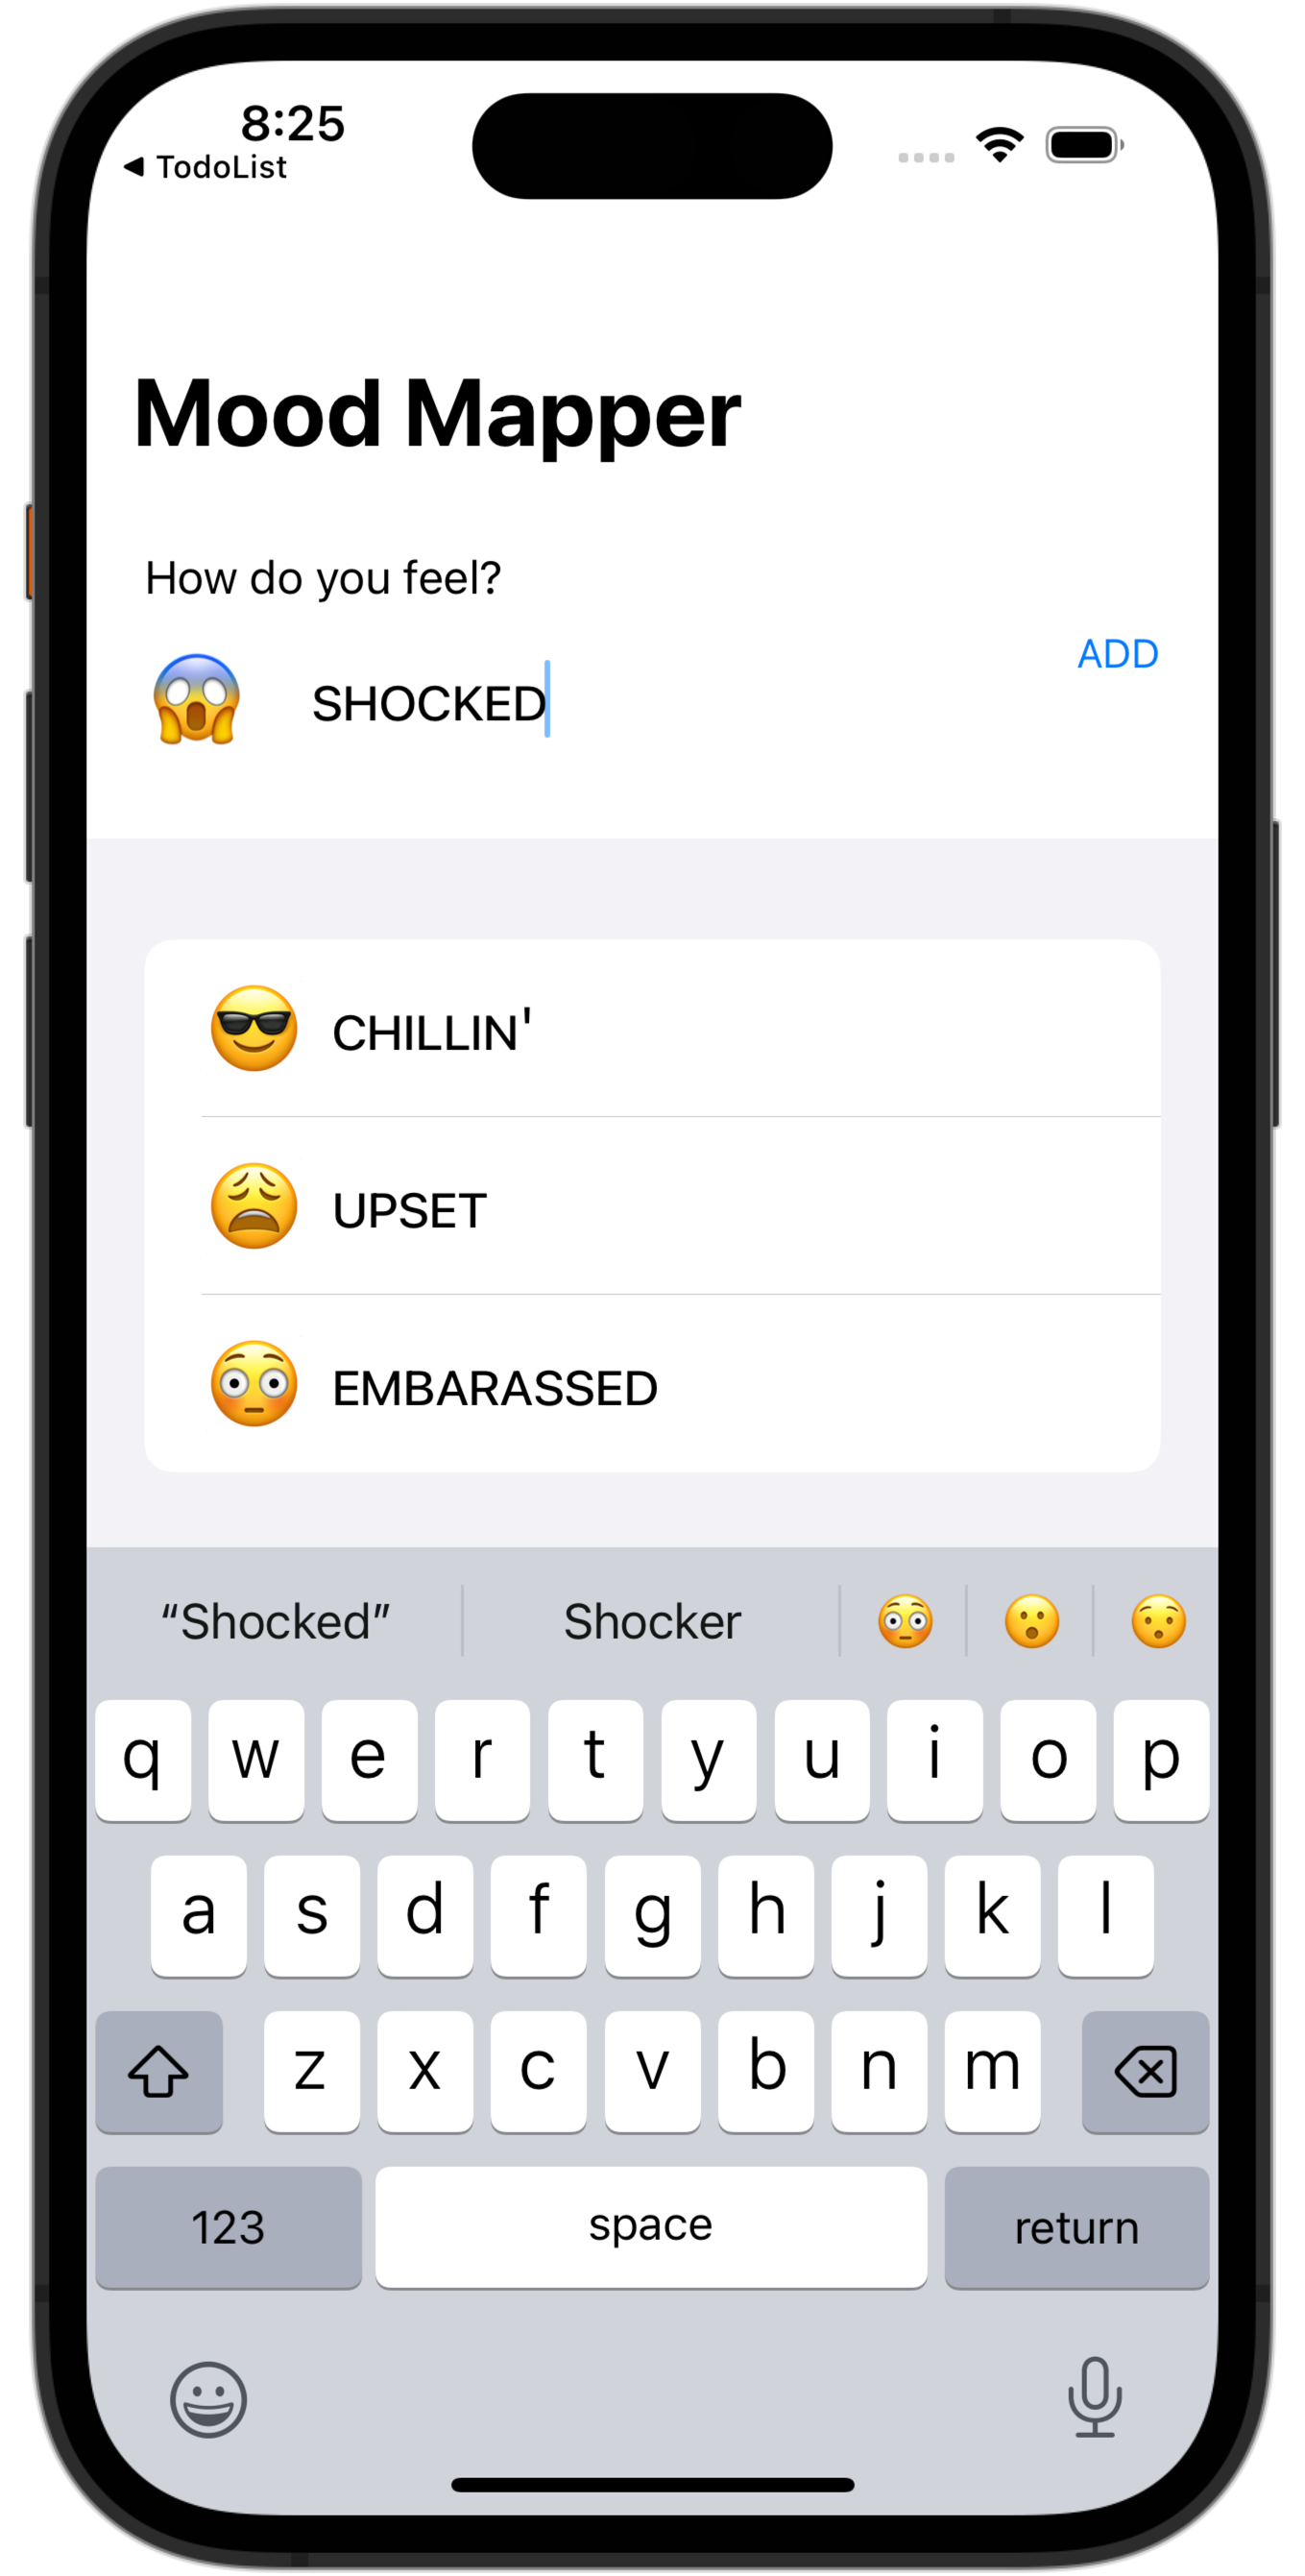 8:25
◀ TodoList
Mood Mapper
How do you feel?
ADD
😱 SHOCKED
😎 CHILLIN'
😩 UPSET
😳 EMBARASSED
“Shocked” Shocker 😳 😮 😯
q w e r t y u i o p
a s d f g h j k l
z x c v b n m
123 space return